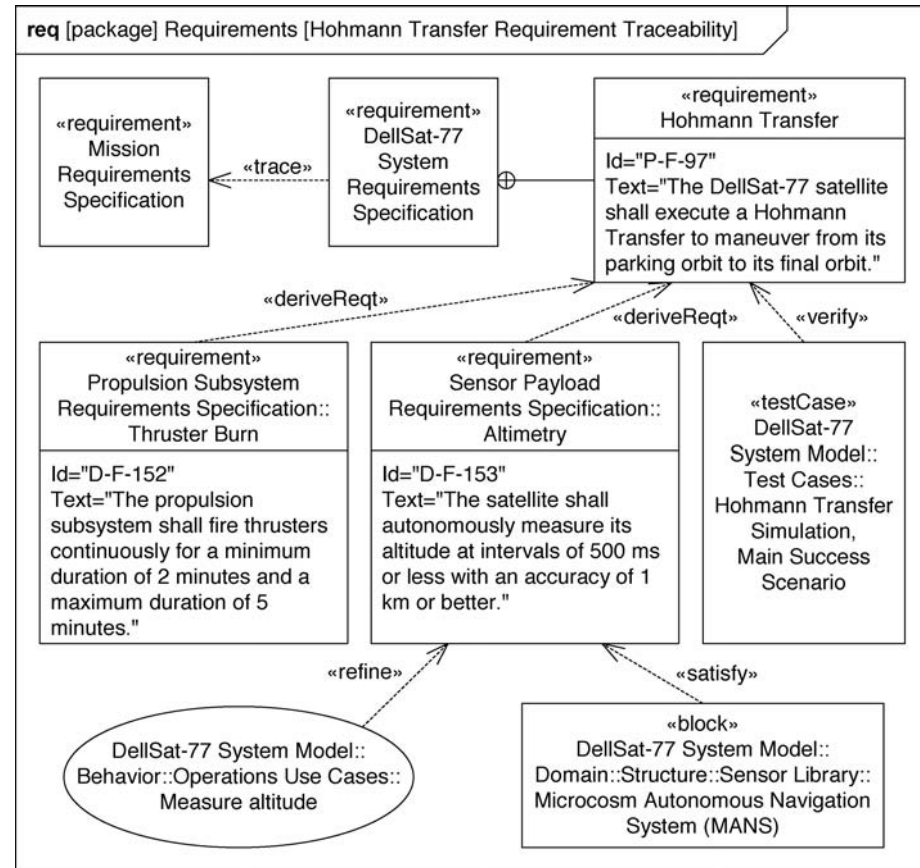 req [package] Requirements [Hohmann Transfer Requirement Traceability]
«requirement»
Mission
Requirements
Specification
«trace»
«requirement»
DellSat-77
System
Requirements
Specification
«requirement»
Hohmann Transfer
Id="P-F-97"
Text="The DellSat-77 satellite
shall execute a Hohmann
Transfer to maneuver from its
parking orbit to its final orbit."
«deriveReqt»
«deriveReqt»
«verify»
«requirement»
Propulsion Subsystem
Requirements Specification::
Thruster Burn
Id="D-F-152"
Text="The propulsion
subsystem shall fire thrusters
continuously for a minimum
duration of 2 minutes and a
maximum duration of 5
minutes."
«requirement»
Sensor Payload
Requirements Specification::
Altimetry
Id="D-F-153"
Text="The satellite shall
autonomously measure its
altitude at intervals of 500 ms
or less with an accuracy of 1
km or better."
«testCase»
DellSat-77
System Model::
Test Cases::
Hohmann Transfer
Simulation,
Main Success
Scenario
«refine»
«satisfy»
DellSat-77 System Model::
Behavior::Operations Use Cases::
Measure altitude
«block»
DellSat-77 System Model::
Domain::Structure::Sensor Library::
Microcosm Autonomous Navigation
System (MANS)